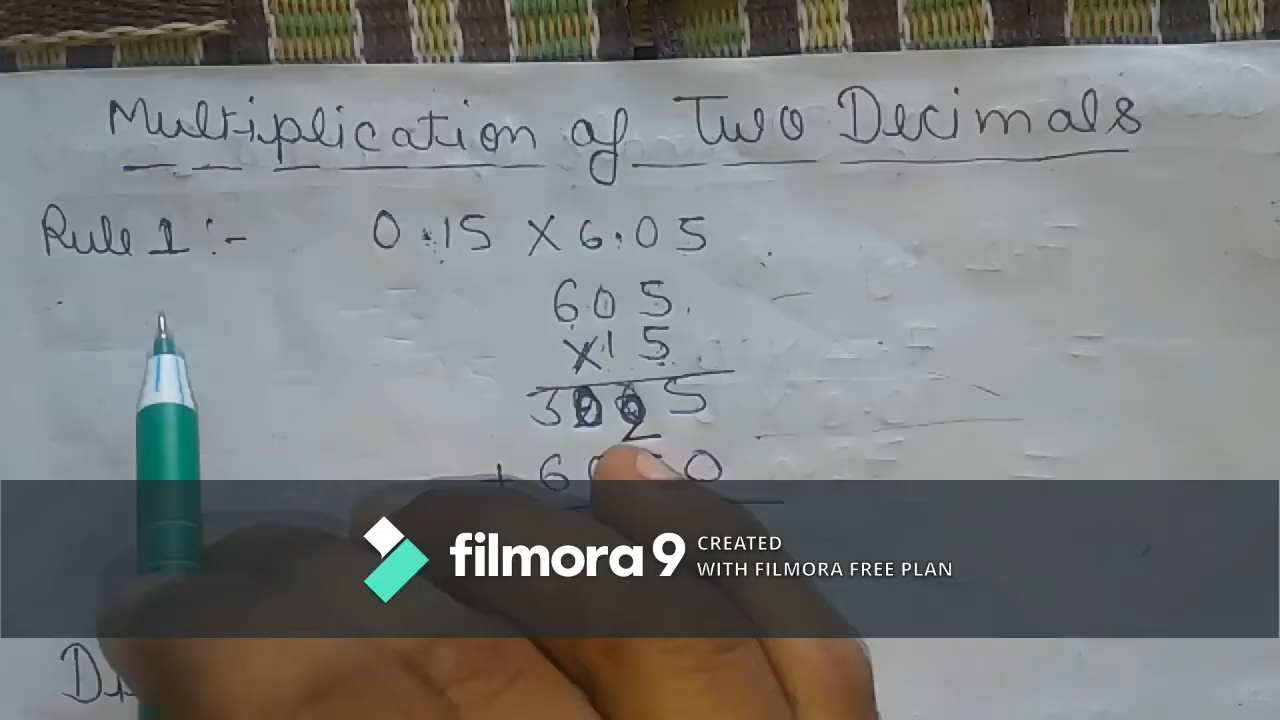 Multiplication of Two Decimals
Rule 1:- 0.15 X 6.05
605
X15
3025
filmora 9 CREATED
WITH FILMORA FREE PLAN